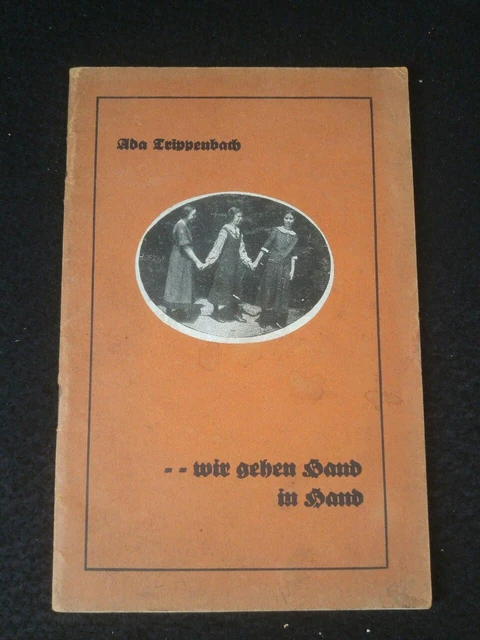 Ada Trippenbach
-- wir gehen Hand
in Hand